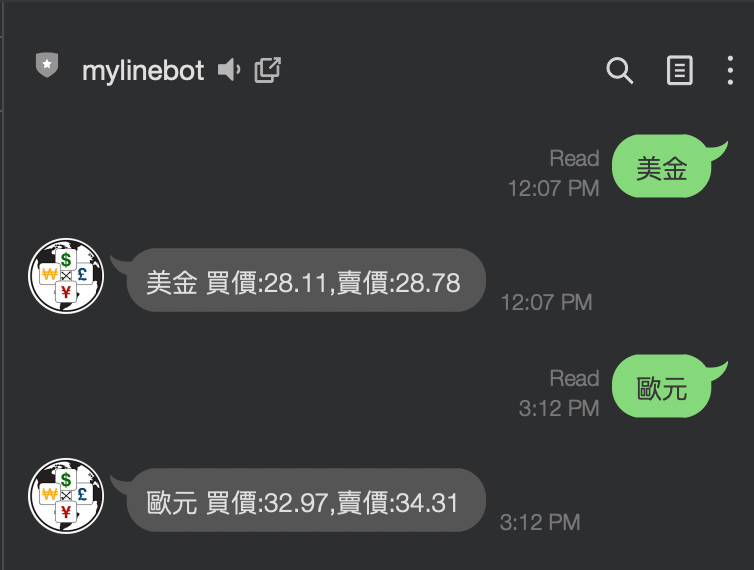 mylinebot
Read
12:07 PM
美金
美金 買價:28.11,賣價:28.78
12:07 PM
Read
3:12 PM
歐元
歐元 買價:32.97,賣價:34.31
3:12 PM